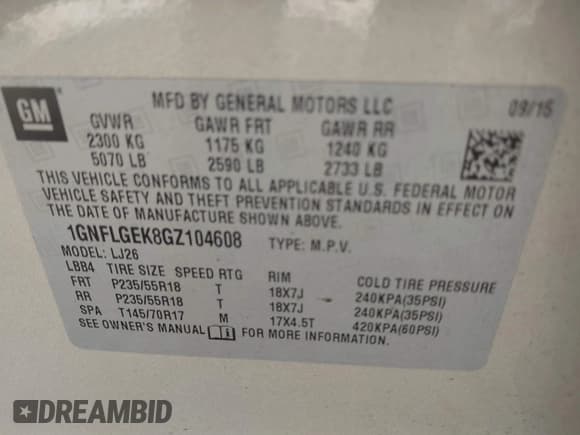 GM
MFD BY GENERAL MOTORS LLC 09/15
GVWR GAWR FRT GAWR RR
2300 KG 1175 KG 1240 KG
5070 LB 2590 LB 2733 LB
THIS VEHICLE CONFORMS TO ALL APPLICABLE U.S. FEDERAL MOTOR
VEHICLE SAFETY AND THEFT PREVENTION STANDARDS IN EFFECT ON
THE DATE OF MANUFACTURE SHOWN ABOVE.
1GNFLGEK8GZ104608 TYPE: M.P.V.
MODEL: LJ26
LBB4 TIRE SIZE SPEED RTG RIM COLD TIRE PRESSURE
FRT P235/55R18 T 18X7J 240KPA(35PSI)
RR P235/55R18 T 18X7J 240KPA(35PSI)
SPA T145/70R17 M 17X4.5T 420KPA(60PSI)
SEE OWNER'S MANUAL FOR MORE INFORMATION.
DREAMBID